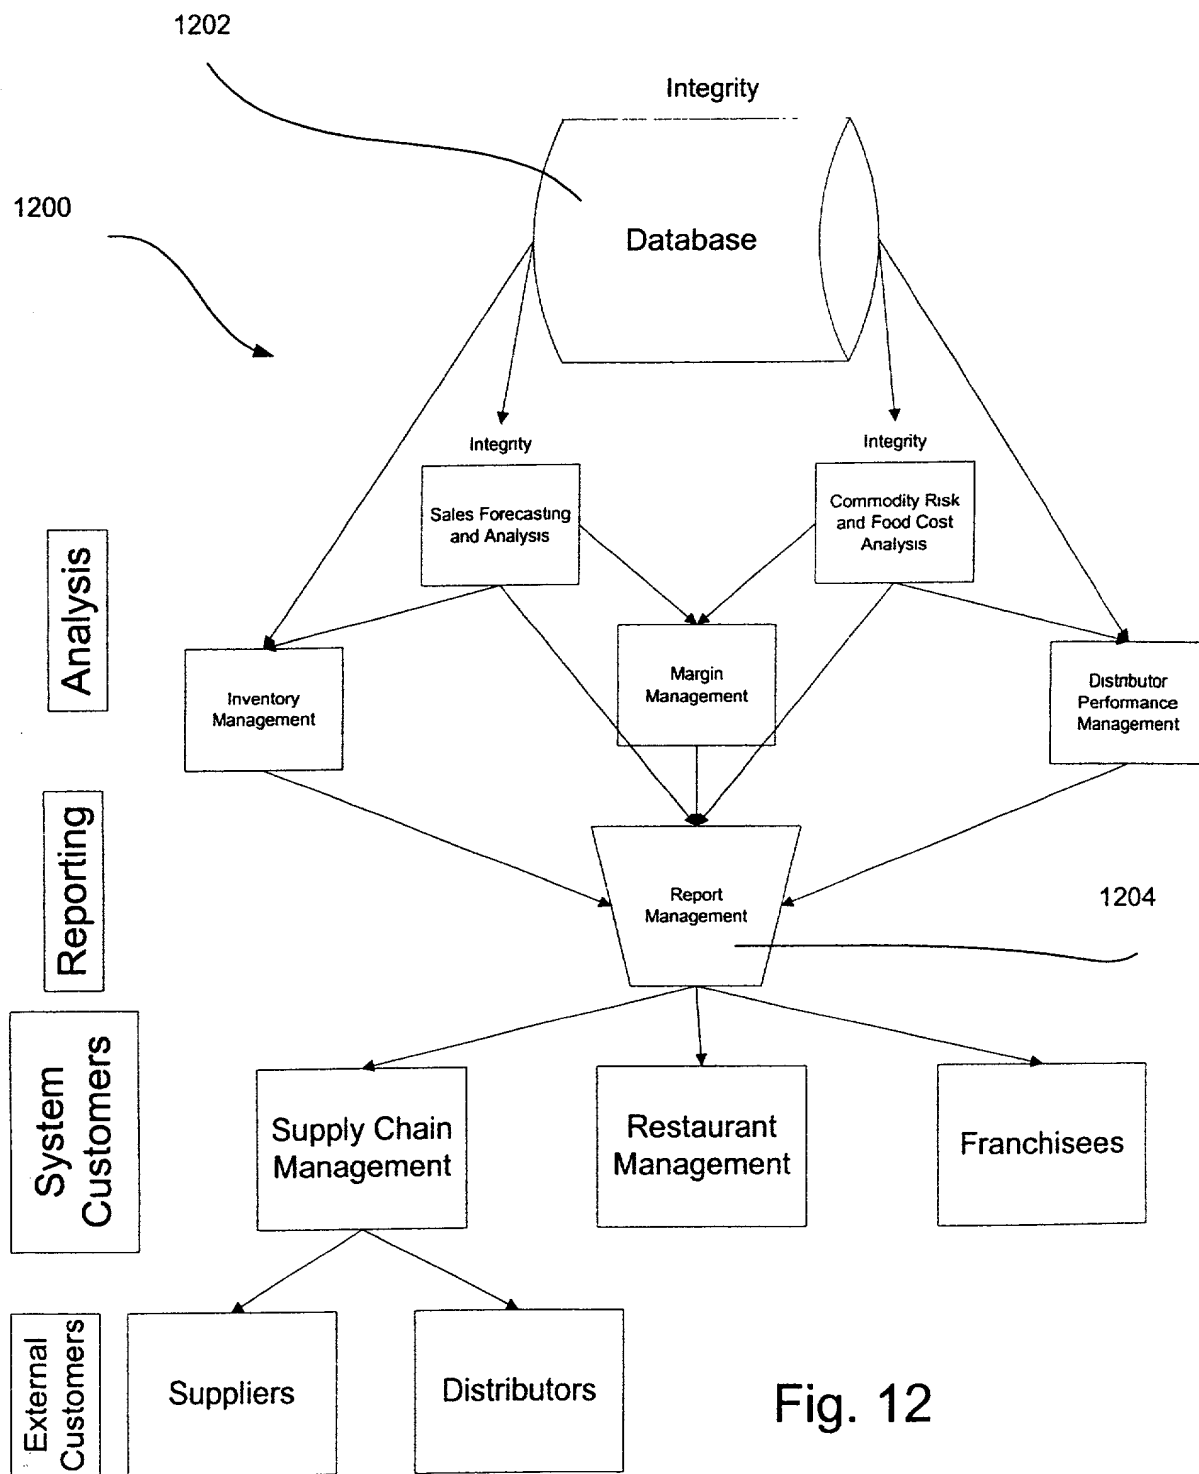 1202
Integrity
1200
Database
Integrity
Integrity
Sales Forecasting
and Analysis
Commodity Risk
and Food Cost
Analysis
Analysis
Inventory
Management
Margin
Management
Distributor
Performance
Management
Reporting
Report
Management
1204
System
Customers
Supply Chain
Management
Restaurant
Management
Franchisees
External
Customers
Suppliers
Distributors
Fig. 12